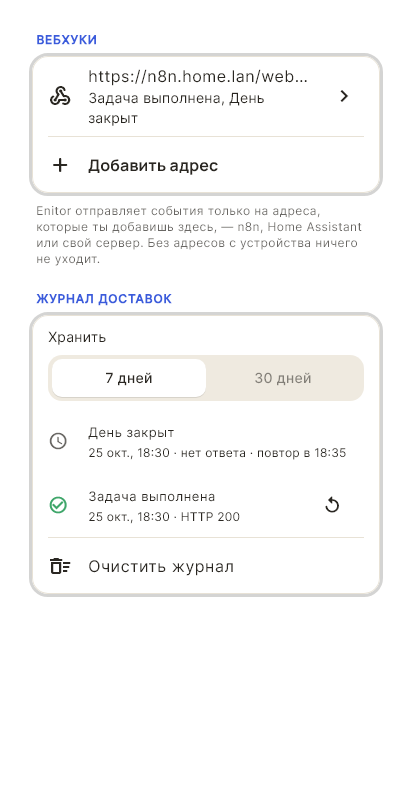 ВЕБХУКИ
https://n8n.home.lan/web...
Задача выполнена, День
закрыт
Добавить адрес
Enitor отправляет события только на адреса,
которые ты добавишь здесь, — n8n, Home Assistant
или свой сервер. Без адресов с устройства ничего
не уходит.
ЖУРНАЛ ДОСТАВОК
Хранить
7 дней
30 дней
День закрыт
25 окт., 18:30 · нет ответа · повтор в 18:35
Задача выполнена
25 окт., 18:30 · HTTP 200
Очистить журнал